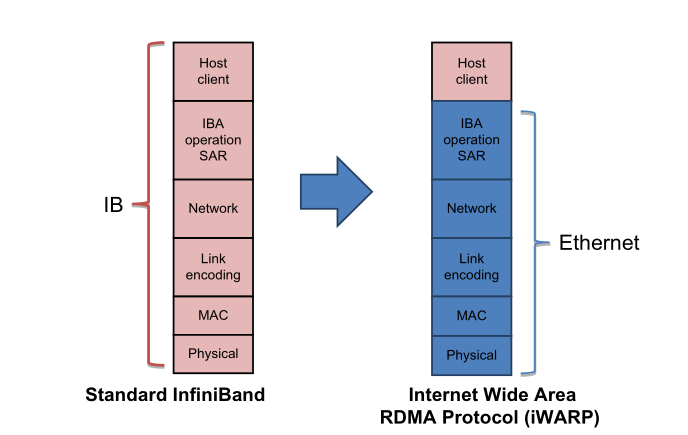 Host
client
IBA
operation
SAR
Network
Link
encoding
MAC
Physical
IB
Standard InfiniBand
Host
client
IBA
operation
SAR
Network
Link
encoding
MAC
Physical
Ethernet
Internet Wide Area
RDMA Protocol (iWARP)